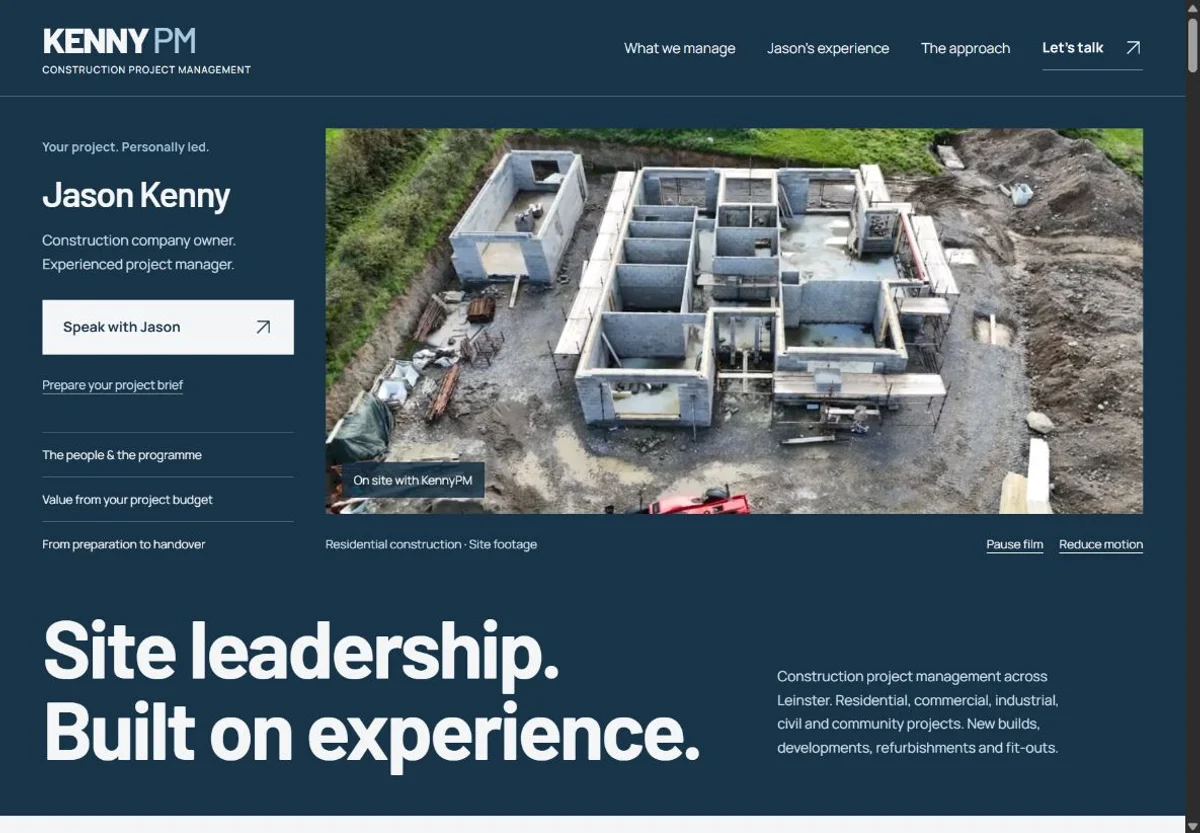 KENNY PM
CONSTRUCTION PROJECT MANAGEMENT
What we manage
Jason's experience
The approach
Let's talk
Your project. Personally led.
Jason Kenny
Construction company owner.
Experienced project manager.
Speak with Jason
Prepare your project brief
The people & the programme
Value from your project budget
From preparation to handover
On site with KennyPM
Residential construction · Site footage
Pause film
Reduce motion
Site leadership.
Built on experience.
Construction project management across
Leinster. Residential, commercial, industrial,
civil and community projects. New builds,
developments, refurbishments and fit-outs.